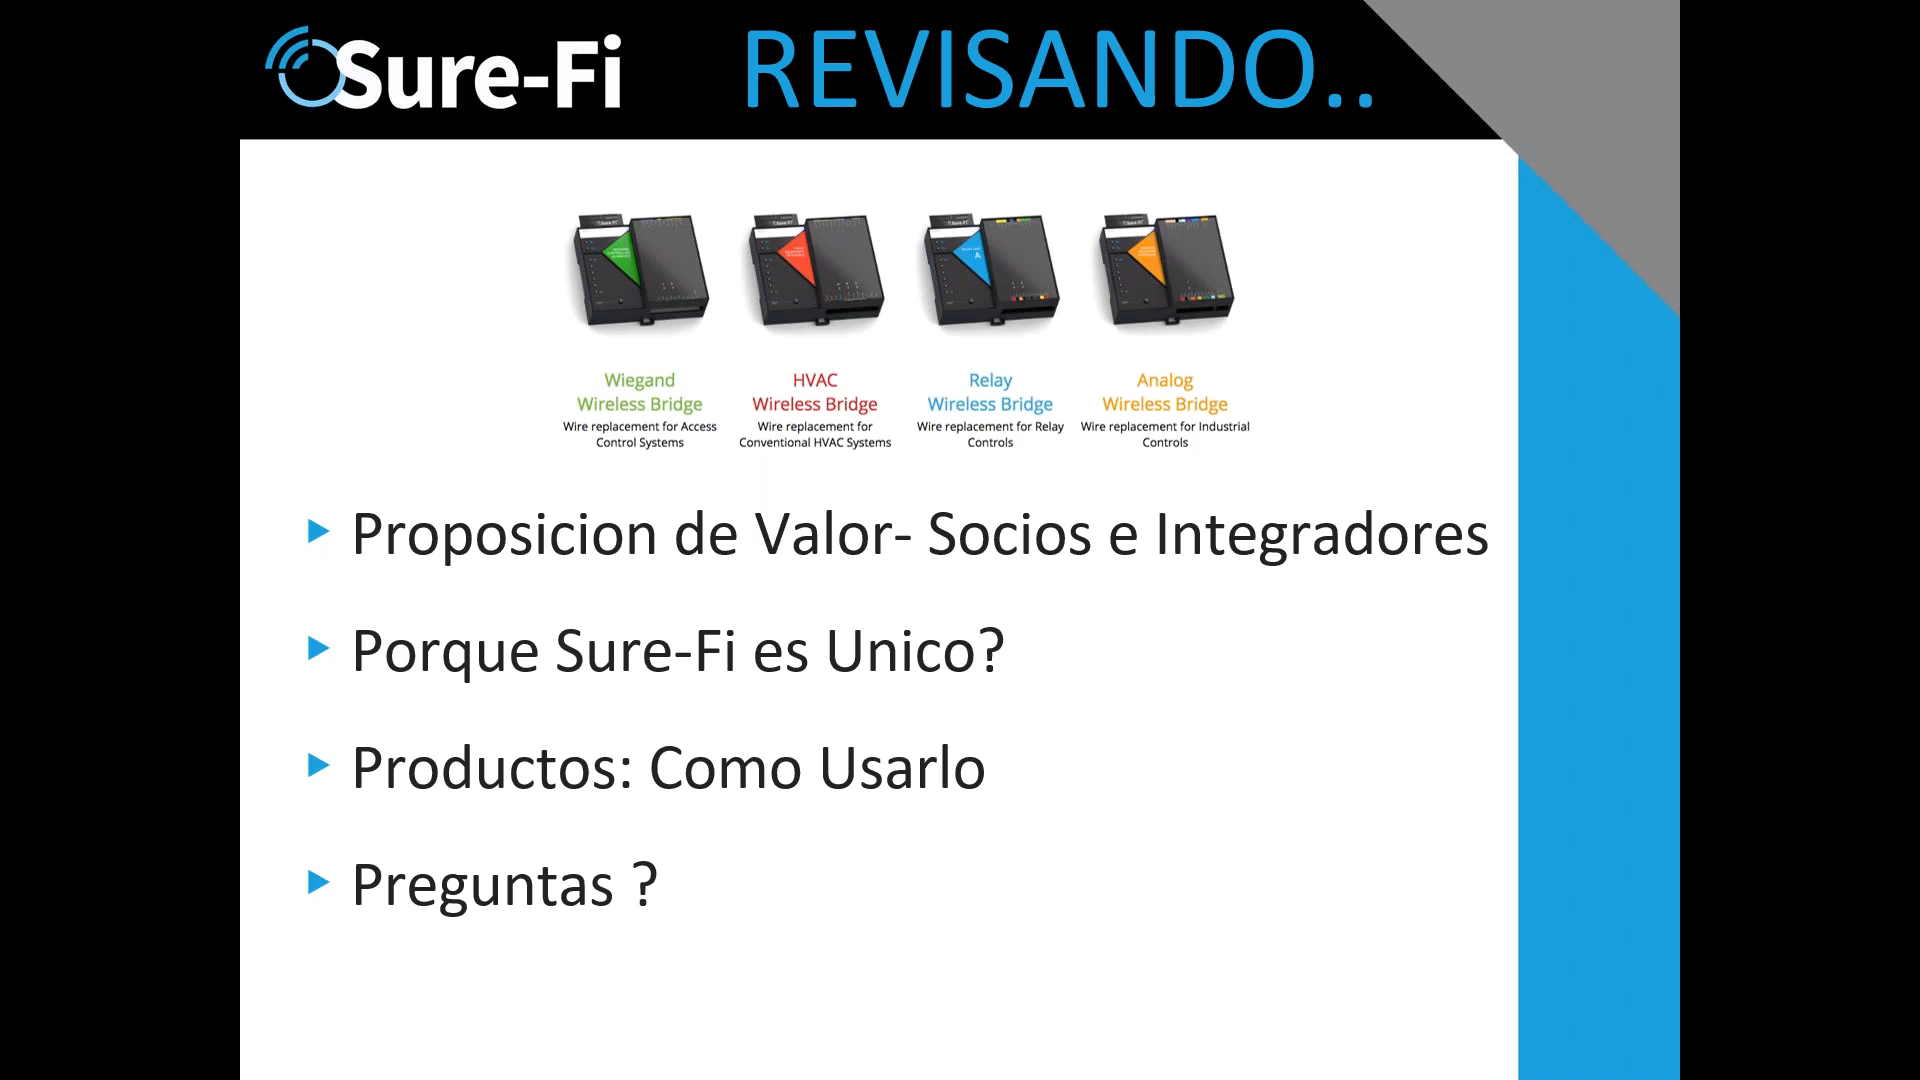 Sure-Fi REVISANDO..
Wiegand
Wireless Bridge
Wire replacement for Access
Control Systems
HVAC
Wireless Bridge
Wire replacement for
Conventional HVAC Systems
Relay
Wireless Bridge
Wire replacement for Relay
Controls
Analog
Wireless Bridge
Wire replacement for Industrial
Controls
Proposicion de Valor- Socios e Integradores
Porque Sure-Fi es Unico?
Productos: Como Usarlo
Preguntas ?